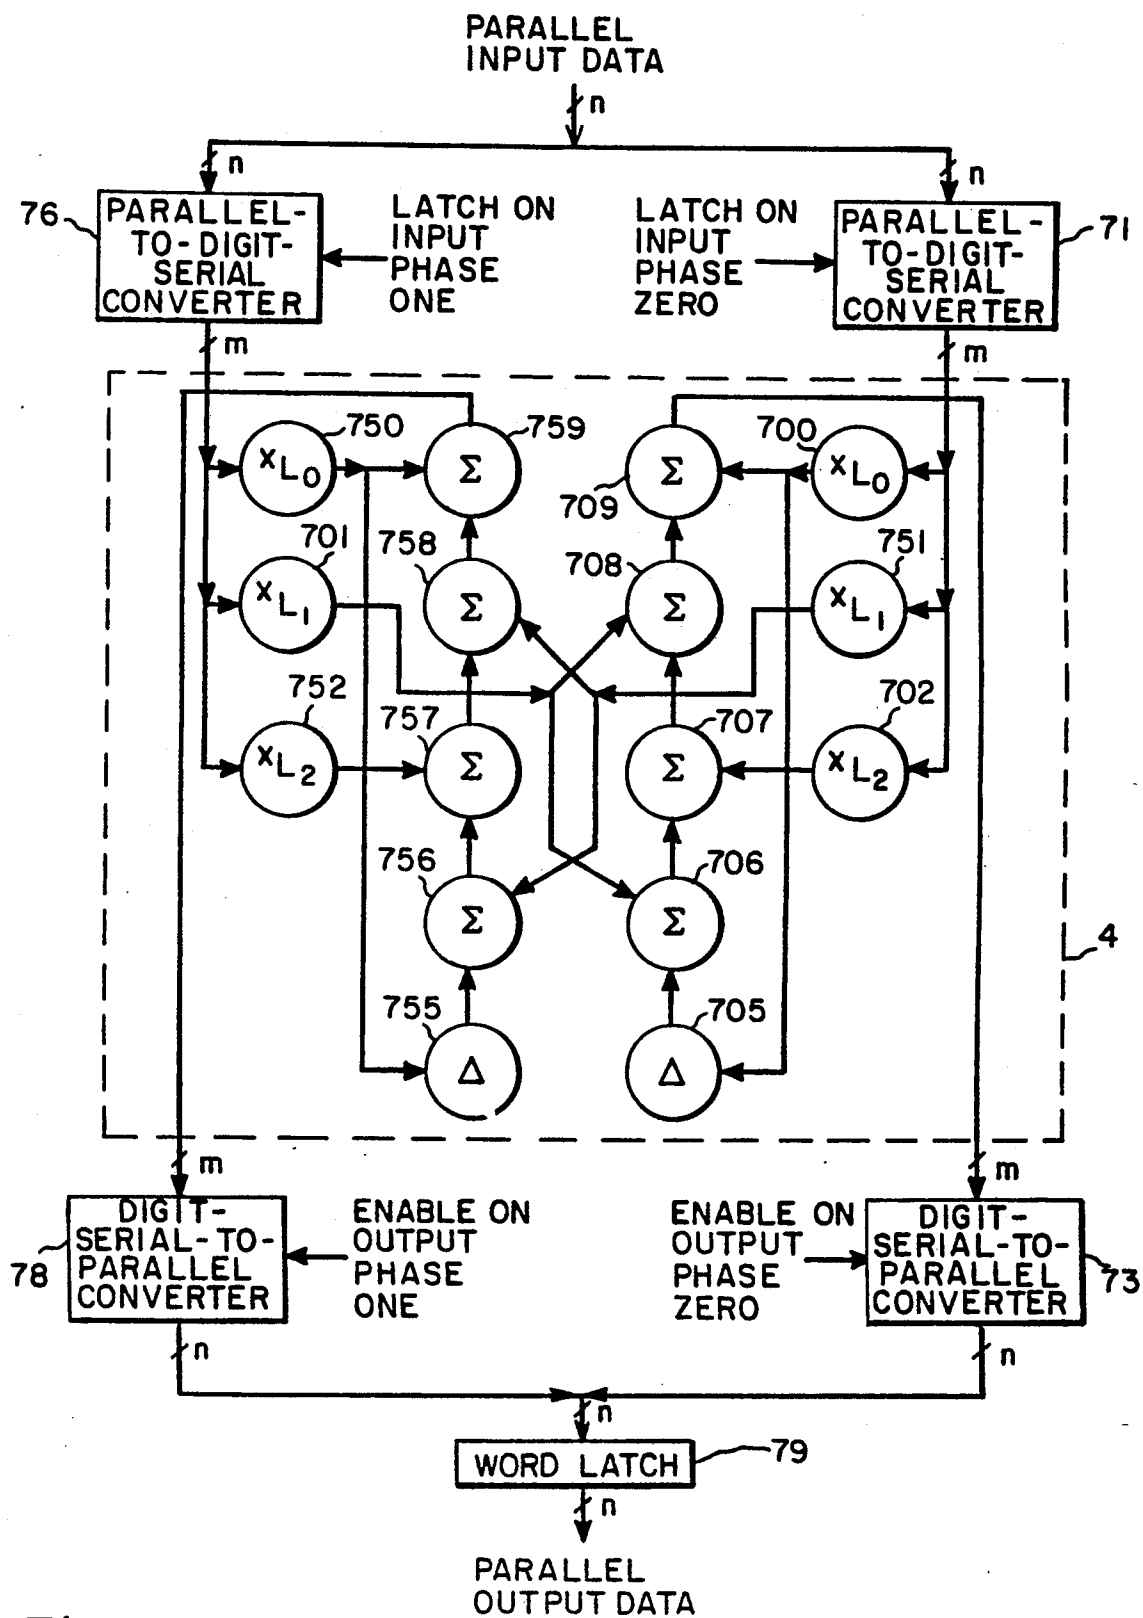 PARALLEL
INPUT DATA
n
n
n
76
PARALLEL-
TO-DIGIT-
SERIAL
CONVERTER
LATCH ON
INPUT
PHASE
ONE
LATCH ON
INPUT
PHASE
ZERO
PARALLEL-
TO-DIGIT-
SERIAL
CONVERTER
71
m
m
750
759
700
xL0
Σ
709
Σ
xL0
701
758
708
751
xL1
Σ
Σ
xL1
752
757
707
702
xL2
Σ
Σ
xL2
756
706
Σ
Σ
4
755
705
Δ
Δ
m
m
78
DIGIT-
SERIAL-TO-
PARALLEL
CONVERTER
ENABLE ON
OUTPUT
PHASE
ONE
ENABLE ON
OUTPUT
PHASE
ZERO
DIGIT-
SERIAL-TO-
PARALLEL
CONVERTER
73
n
n
n
WORD LATCH
79
n
PARALLEL
OUTPUT DATA